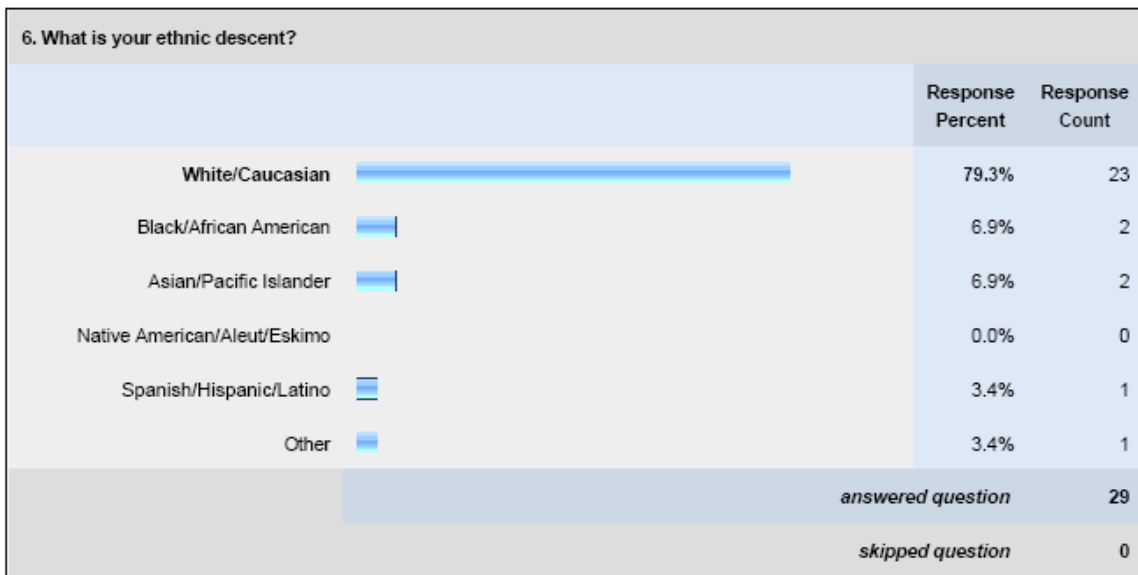 6. What is your ethnic descent?
Response Percent Response Count
White/Caucasian 79.3% 23
Black/African American 6.9% 2
Asian/Pacific Islander 6.9% 2
Native American/Aleut/Eskimo 0.0% 0
Spanish/Hispanic/Latino 3.4% 1
Other 3.4% 1
answered question 29
skipped question 0